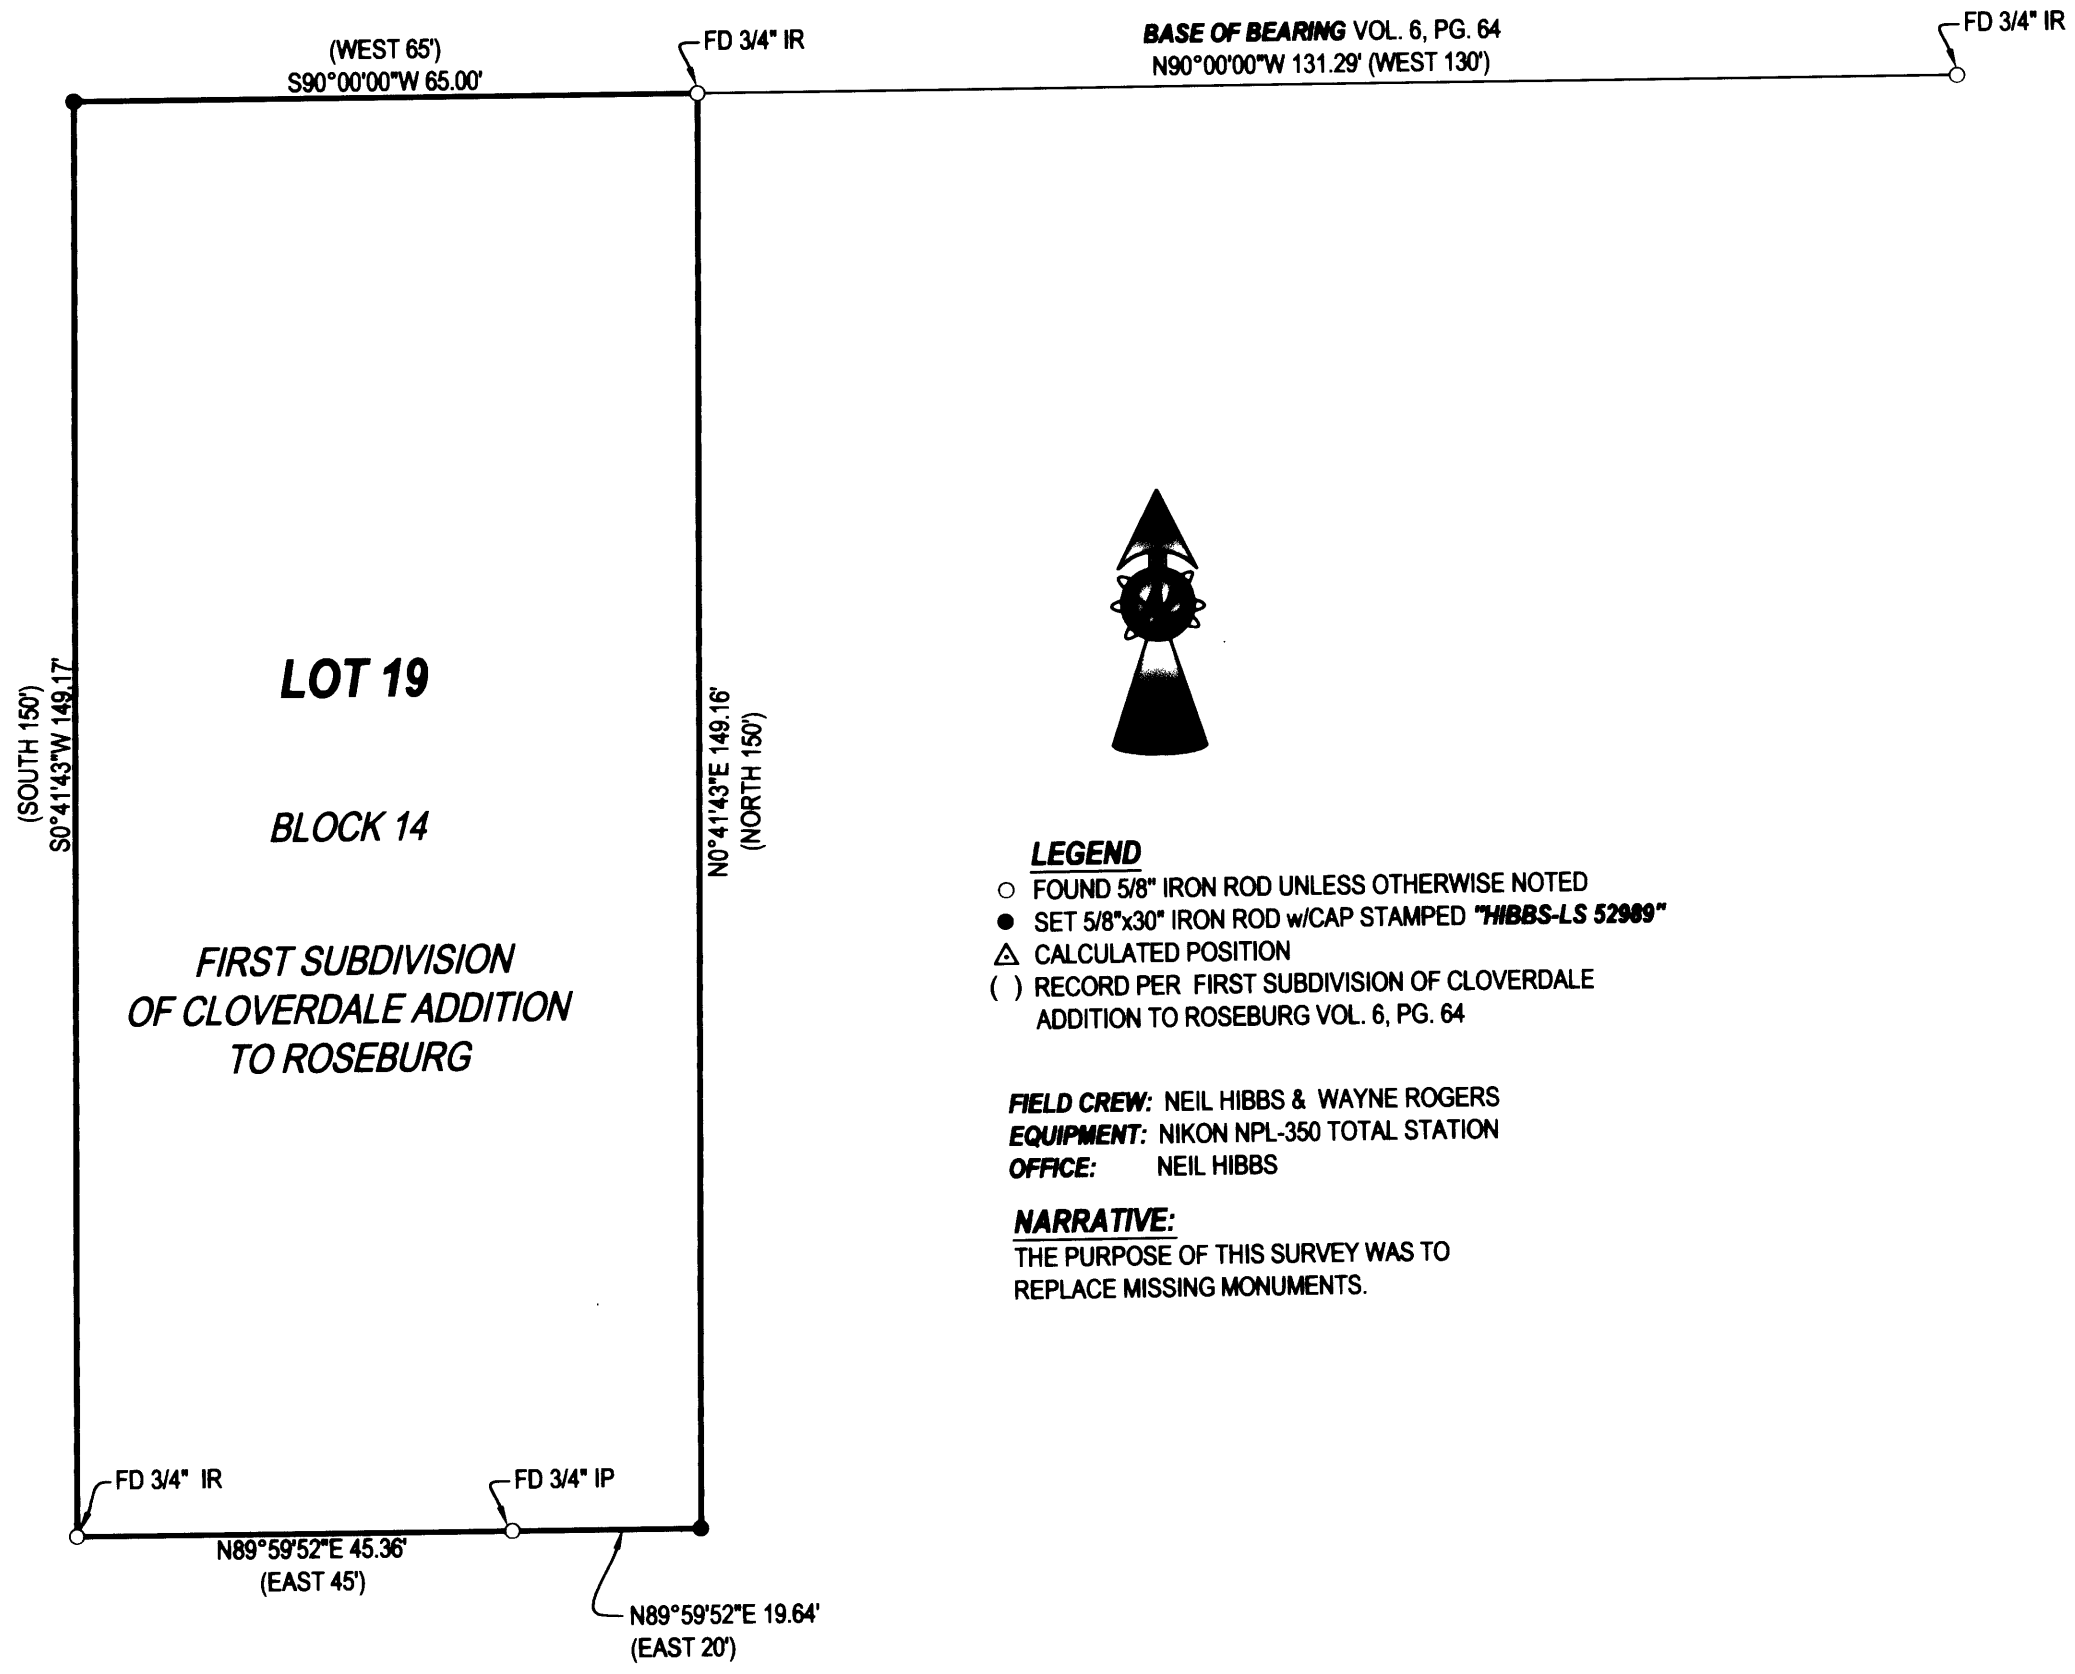 (WEST 65')
S90°00'00"W 65.00'
FD 3/4" IR
BASE OF BEARING VOL. 6, PG. 64
N90°00'00"W 131.29' (WEST 130')
FD 3/4" IR
(SOUTH 150')
S0°41'43"W 149.17'
LOT 19
BLOCK 14
FIRST SUBDIVISION
OF CLOVERDALE ADDITION
TO ROSEBURG
N0°41'43"E 149.16'
(NORTH 150')
LEGEND
○ FOUND 5/8" IRON ROD UNLESS OTHERWISE NOTED
● SET 5/8"x30" IRON ROD w/CAP STAMPED "HIBBS-LS 52989"
△ CALCULATED POSITION
( ) RECORD PER FIRST SUBDIVISION OF CLOVERDALE
ADDITION TO ROSEBURG VOL. 6, PG. 64
FIELD CREW: NEIL HIBBS & WAYNE ROGERS
EQUIPMENT: NIKON NPL-350 TOTAL STATION
OFFICE: NEIL HIBBS
NARRATIVE:
THE PURPOSE OF THIS SURVEY WAS TO
REPLACE MISSING MONUMENTS.
FD 3/4" IR
FD 3/4" IP
N89°59'52"E 45.36'
(EAST 45')
N89°59'52"E 19.64'
(EAST 20')